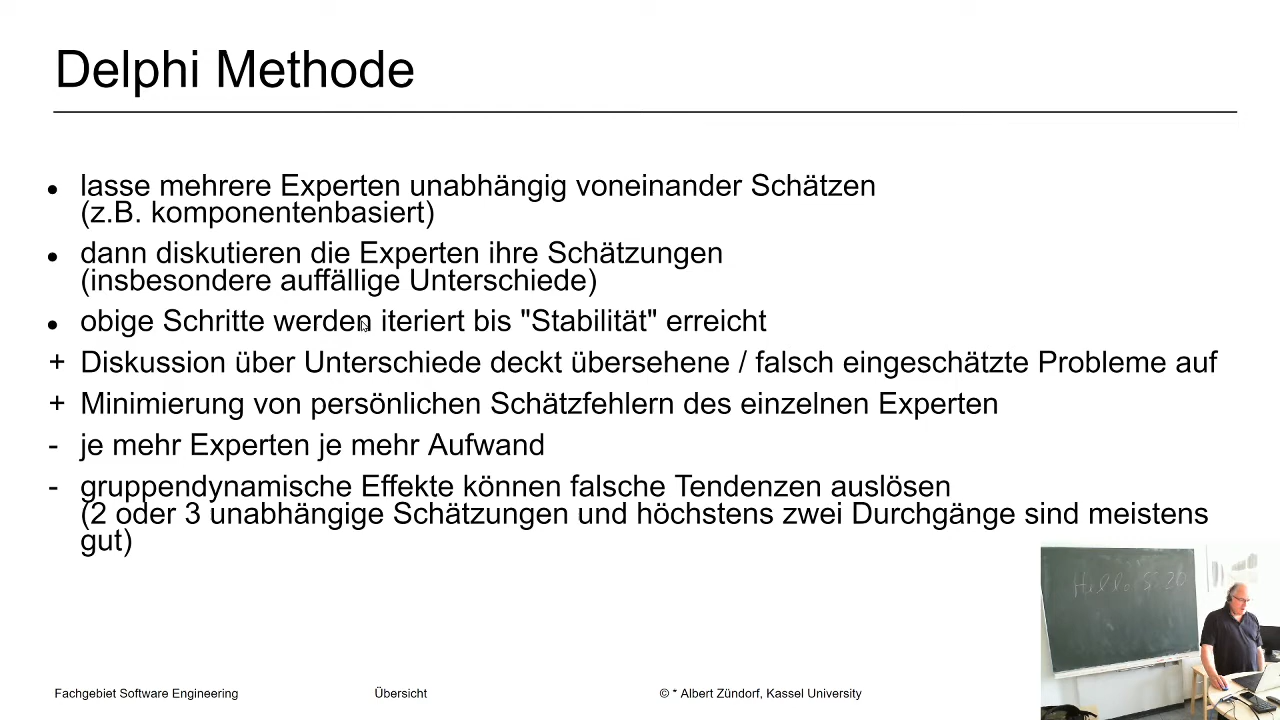 Delphi Methode
● lasse mehrere Experten unabhängig voneinander Schätzen
(z.B. komponentenbasiert)
● dann diskutieren die Experten ihre Schätzungen
(insbesondere auffällige Unterschiede)
● obige Schritte werden iteriert bis "Stabilität" erreicht
+ Diskussion über Unterschiede deckt übersehene / falsch eingeschätzte Probleme auf
+ Minimierung von persönlichen Schätzfehlern des einzelnen Experten
- je mehr Experten je mehr Aufwand
- gruppendynamische Effekte können falsche Tendenzen auslösen
(2 oder 3 unabhängige Schätzungen und höchstens zwei Durchgänge sind meistens
gut)
Hello
20
Fachgebiet Software Engineering
Übersicht
© * Albert Zündorf, Kassel University